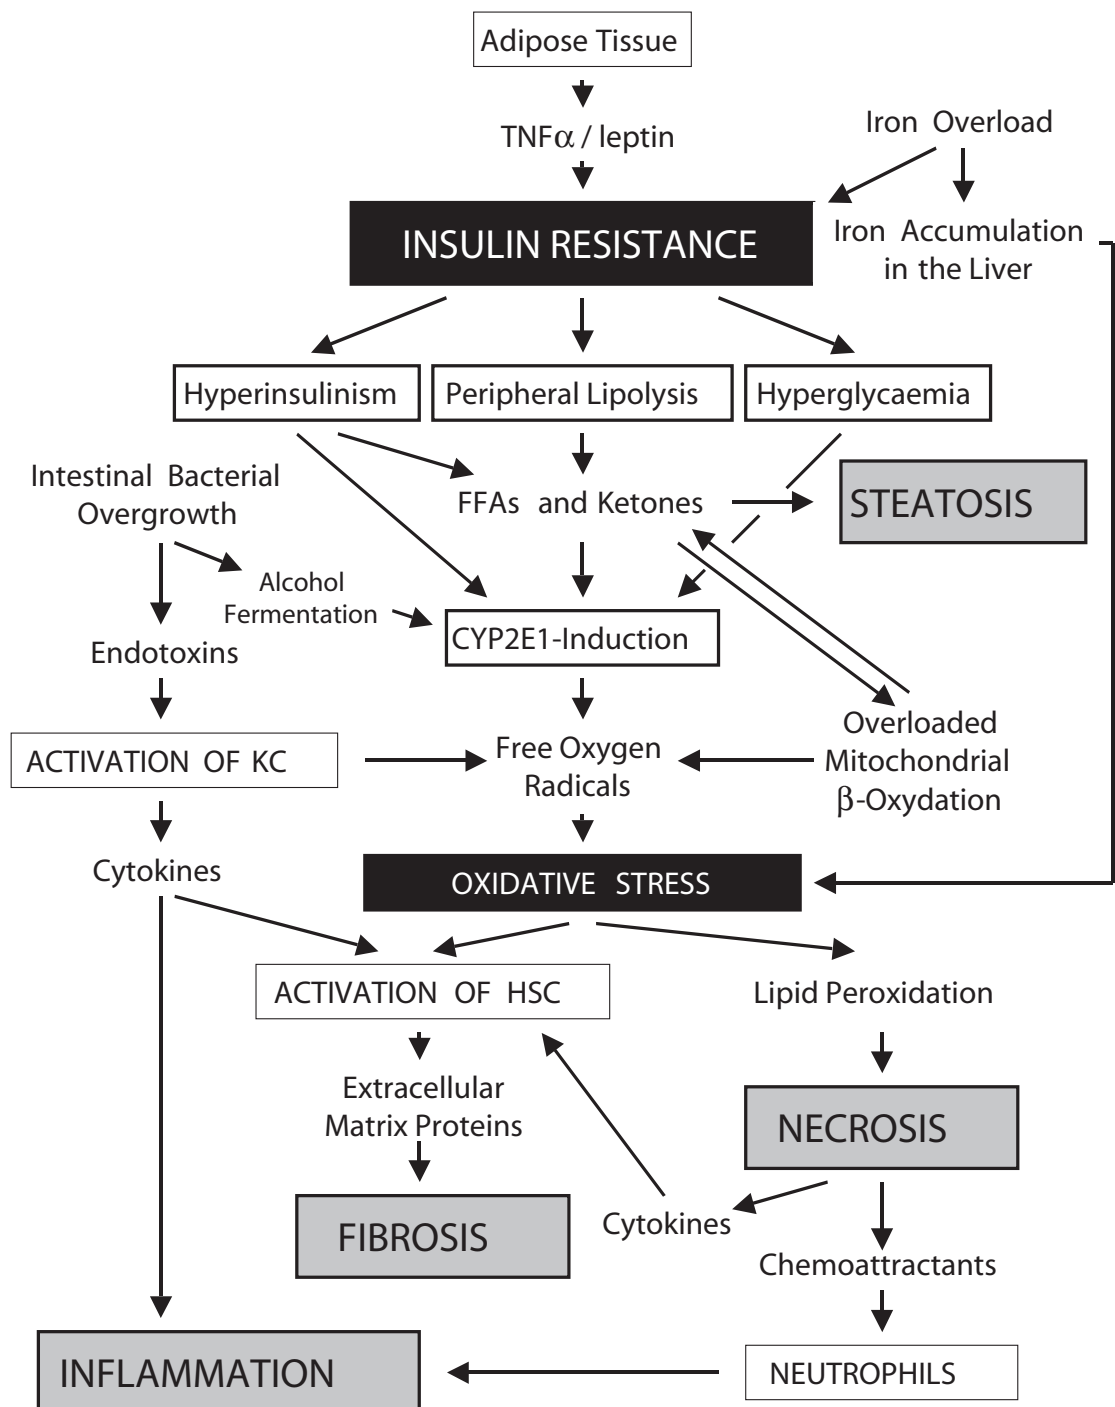 Adipose Tissue
TNFα / leptin
Iron Overload
INSULIN RESISTANCE
Iron Accumulation
in the Liver
Hyperinsulinism
Peripheral Lipolysis
Hyperglycaemia
Intestinal Bacterial
Overgrowth
FFAs and Ketones
STEATOSIS
Alcohol
Fermentation
CYP2E1-Induction
Endotoxins
ACTIVATION OF KC
Free Oxygen
Radicals
Overloaded
Mitochondrial
β-Oxydation
Cytokines
OXIDATIVE STRESS
ACTIVATION OF HSC
Lipid Peroxidation
Extracellular
Matrix Proteins
NECROSIS
FIBROSIS
Cytokines
Chemoattractants
INFLAMMATION
NEUTROPHILS